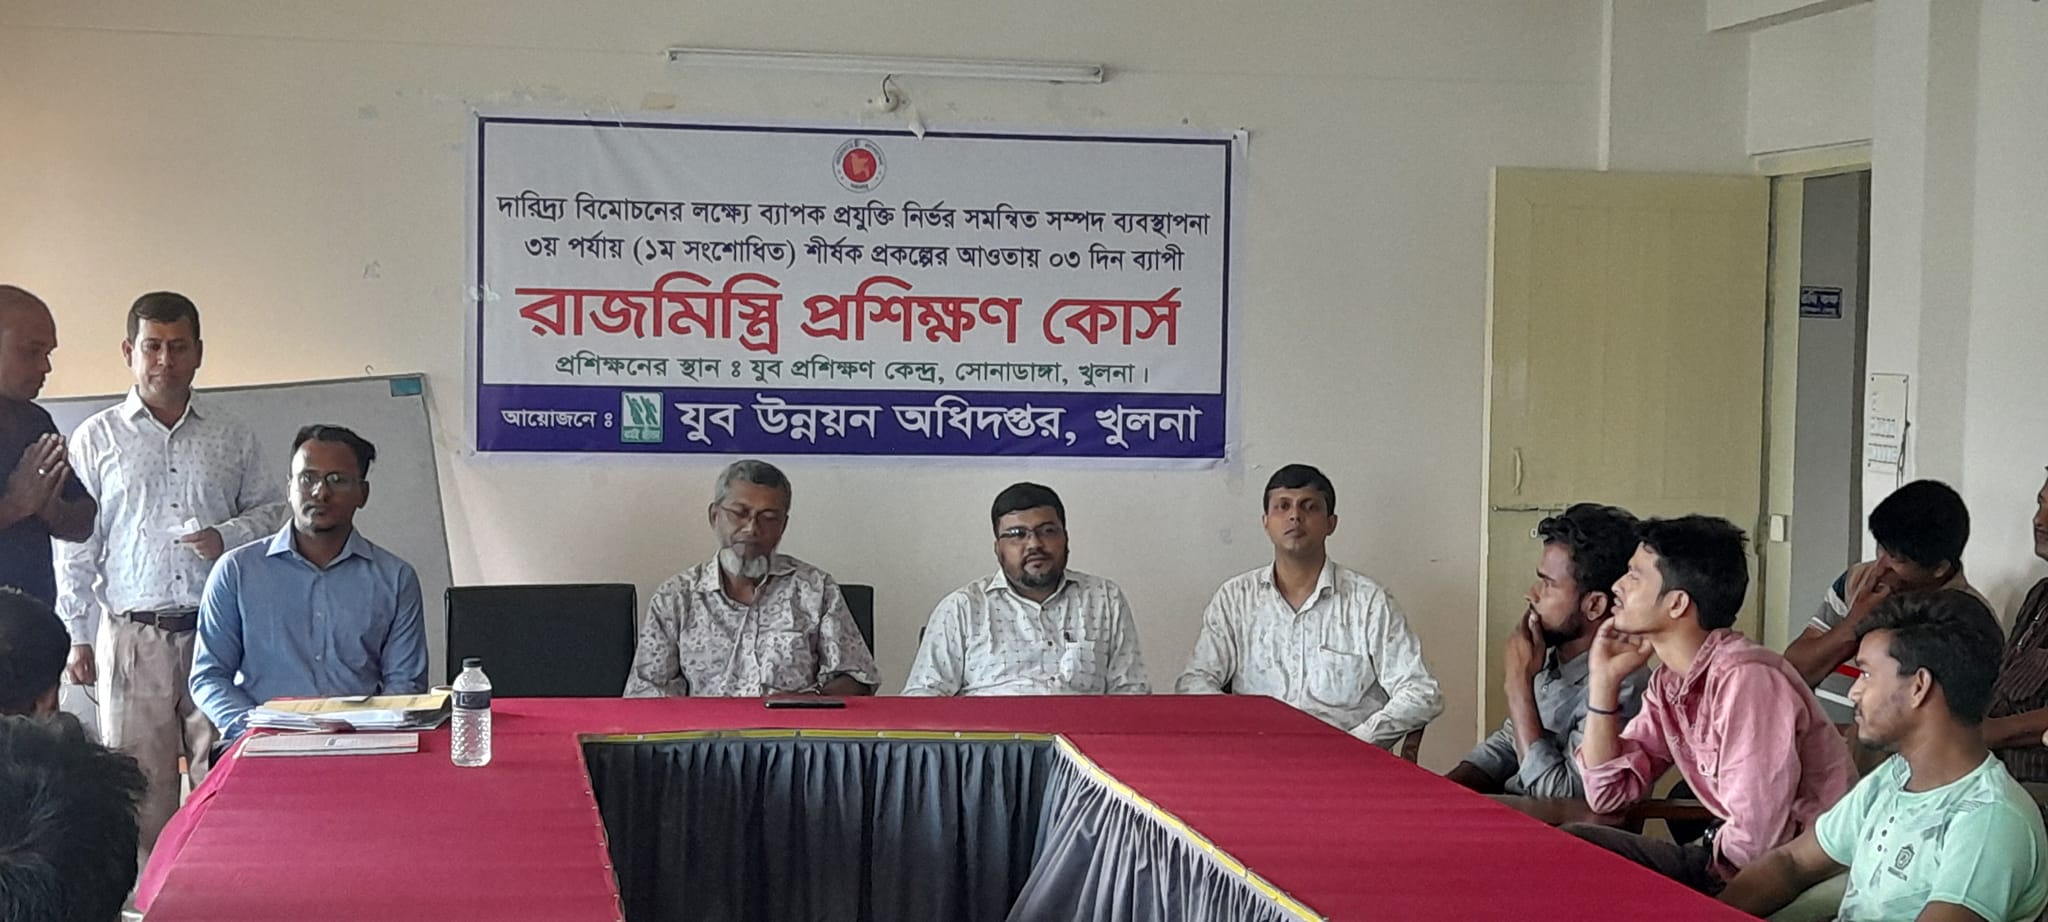 দারিদ্র্য বিমোচনের লক্ষ্যে ব্যাপক প্রযুক্তি নির্ভর সমন্বিত সম্পদ ব্যবস্থাপনা
৩য় পর্যায় (১ম সংশোধিত) শীর্ষক প্রকল্পের আওতায় ০৩ দিন ব্যাপী
রাজমিস্ত্রি প্রশিক্ষণ কোর্স
প্রশিক্ষনের স্থান ঃ যুব প্রশিক্ষণ কেন্দ্র, সোনাডাঙ্গা, খুলনা।
আয়োজনে ঃ যুব উন্নয়ন অধিদপ্তর, খুলনা